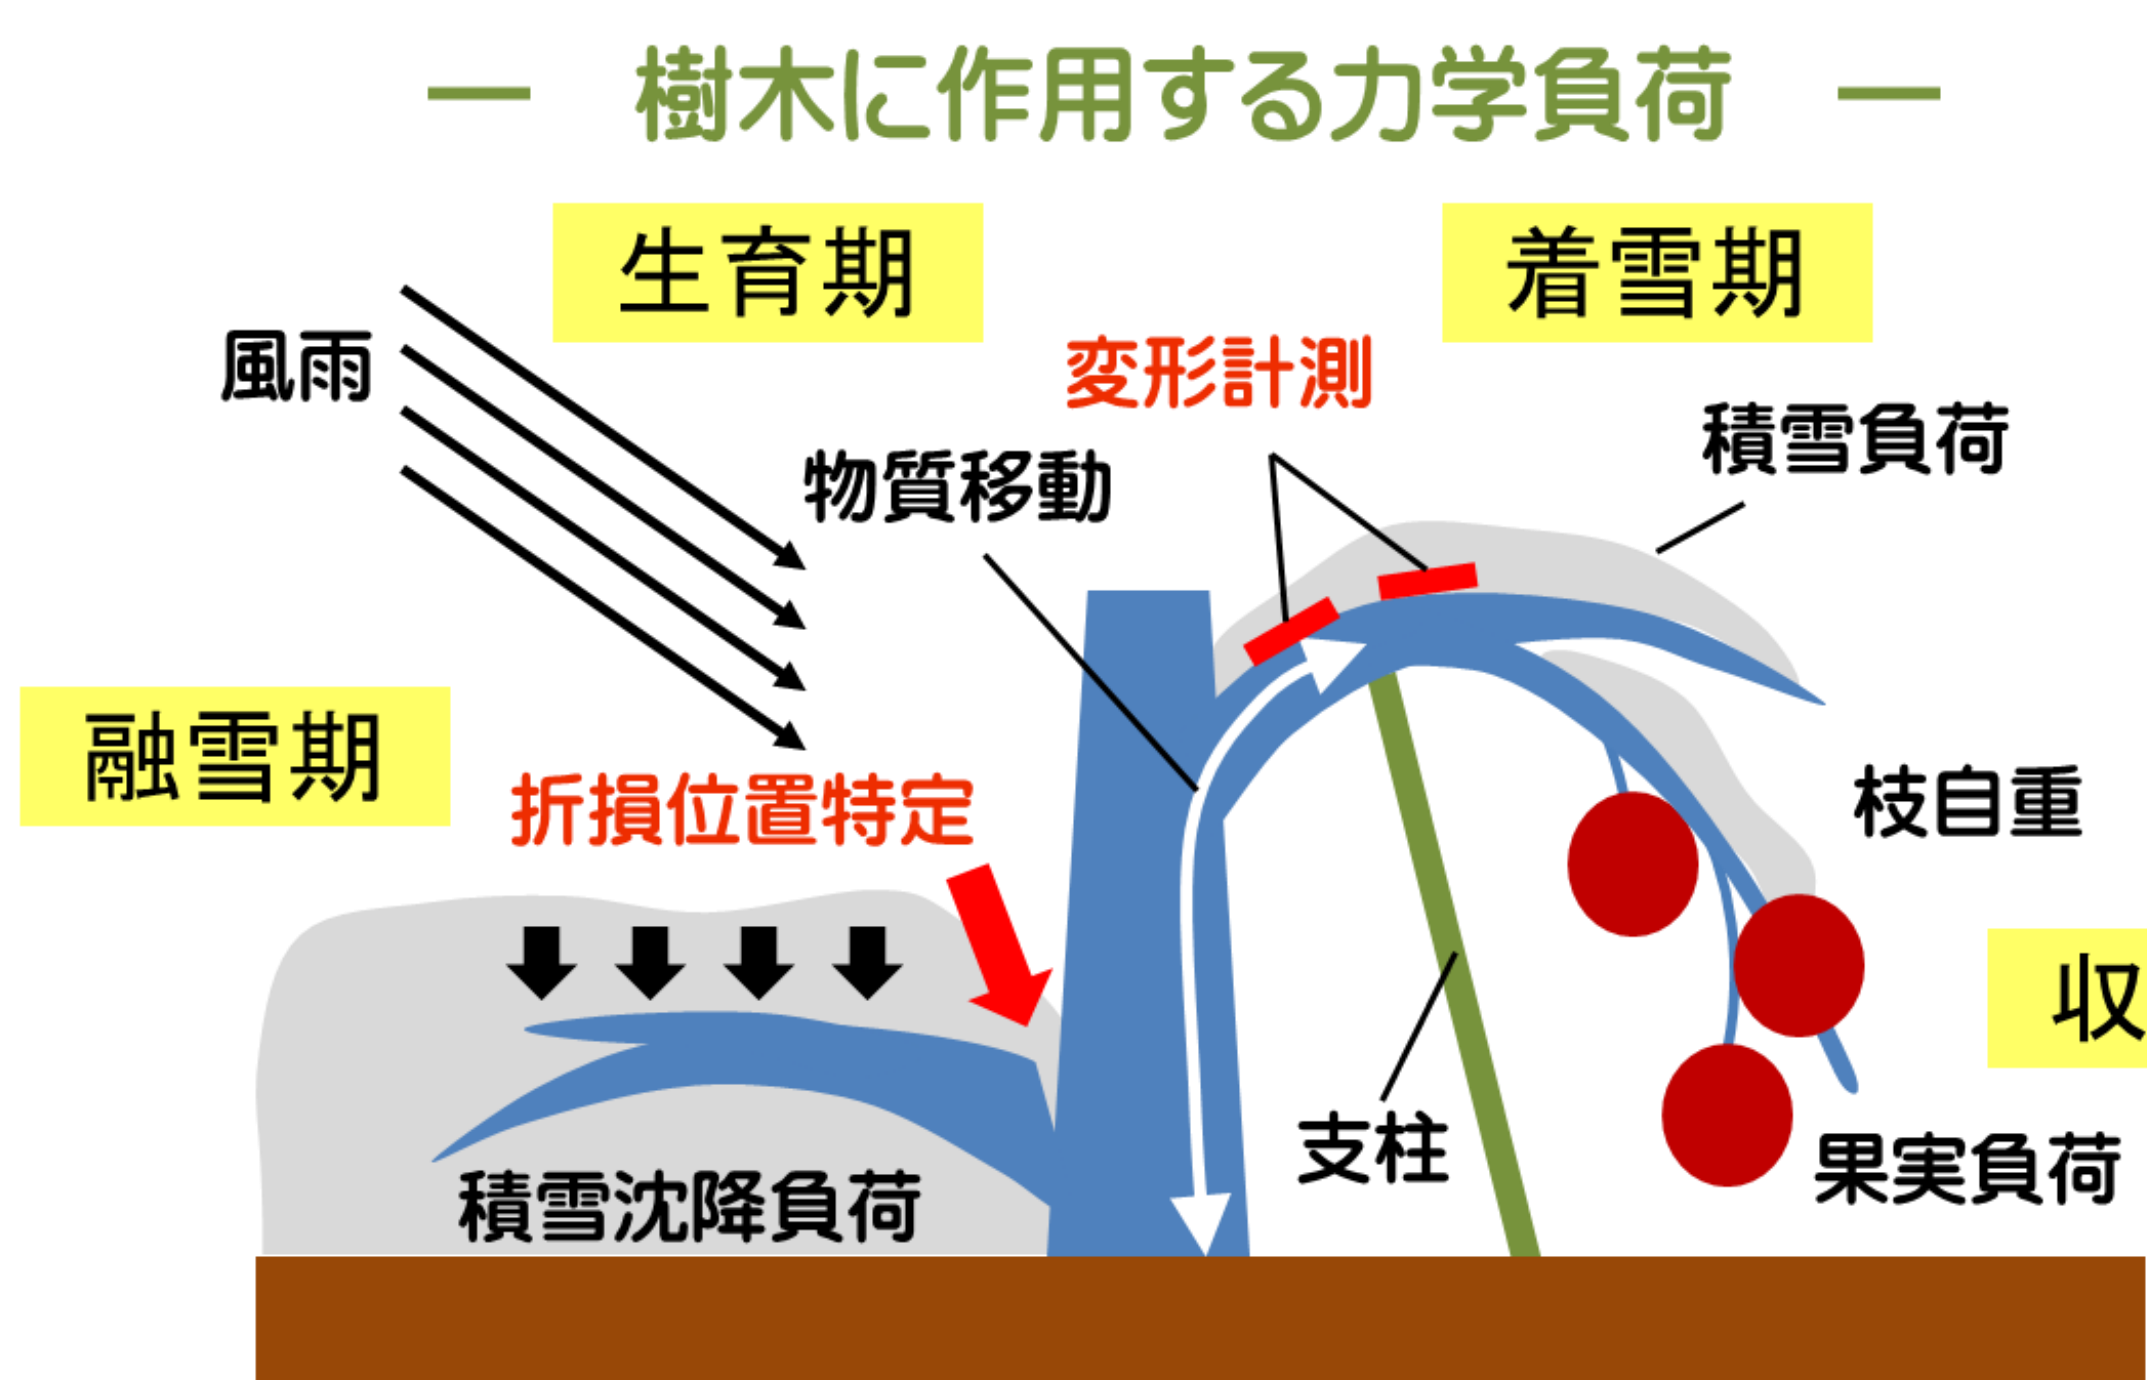 ― 樹木に作用する力学負荷 ―
生育期
着雪期
風雨
変形計測
積雪負荷
物質移動
融雪期
折損位置特定
枝自重
収
支柱
果実負荷
積雪沈降負荷